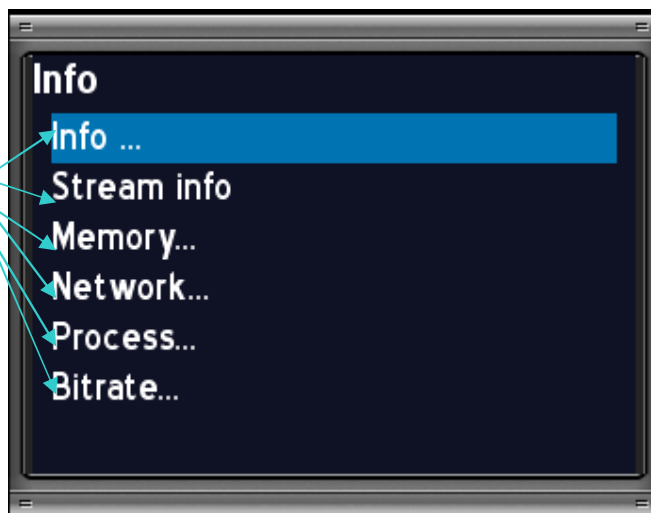 Info
Info ...
Stream info
Memory...
Network...
Process...
Bitrate...